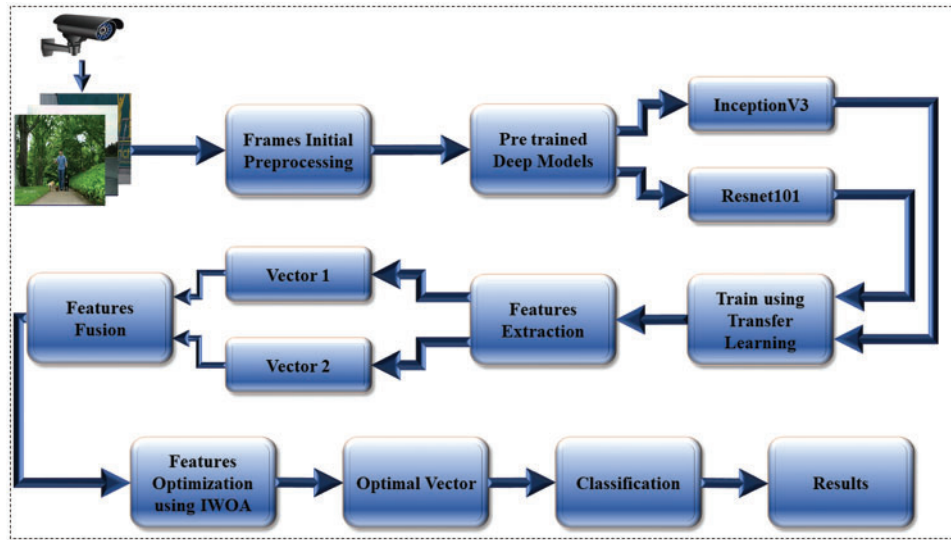 Frames Initial
Preprocessing
Pre trained
Deep Models
InceptionV3
Resnet101
Train using
Transfer
Learning
Features
Extraction
Vector 1
Vector 2
Features
Fusion
Features
Optimization
using IWOA
Optimal Vector
Classification
Results